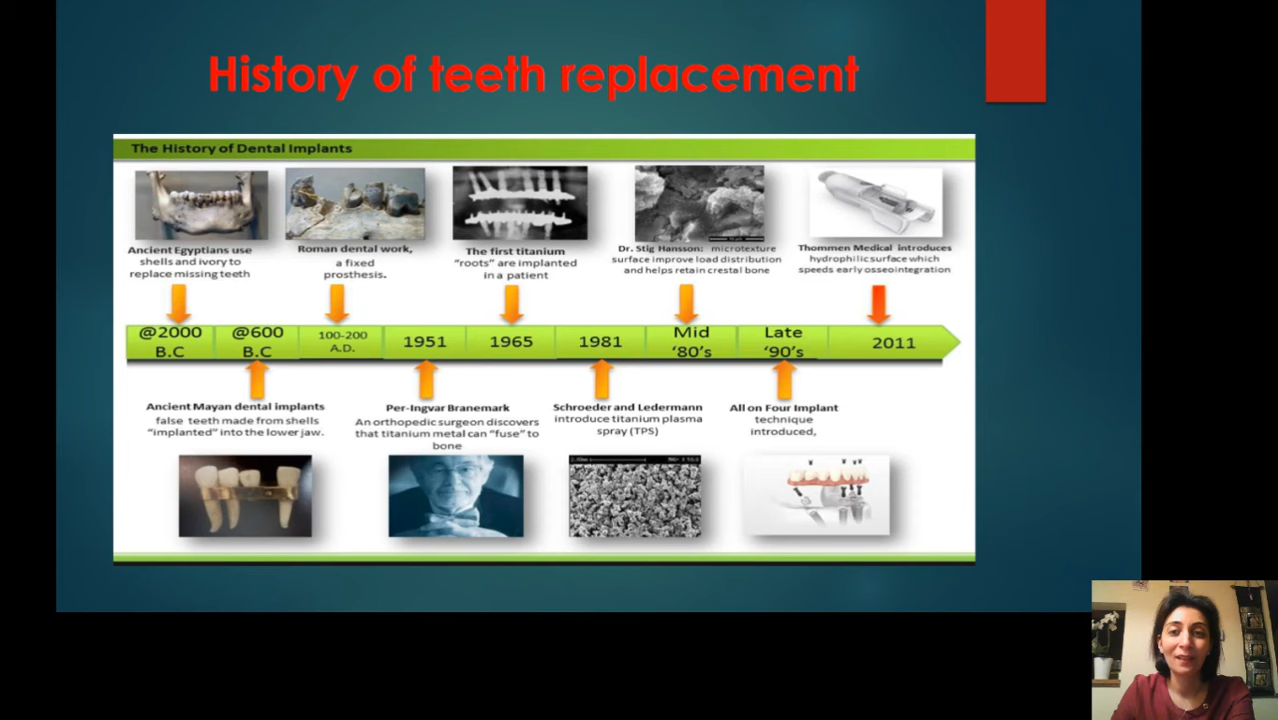 History of teeth replacement
The History of Dental Implants
Ancient Egyptians use
shells and ivory to
replace missing teeth
Roman dental work,
a fixed
prosthesis.
The first titanium
"roots" are implanted
in a patient
Dr. Stig Hansson: microtexture
surface improve load distribution
and helps retain crestal bone
Thommen Medical introduces
hydrophilic surface which
speeds early osseointegration
@2000
B.C
@600
B.C
100-200
A.D.
1951
1965
1981
Mid
'80's
Late
'90's
2011
Ancient Mayan dental implants
false teeth made from shells
"implanted" into the lower jaw.
Per-Ingvar Branemark
An orthopedic surgeon discovers
that titanium metal can "fuse" to
bone
Schroeder and Ledermann
introduce titanium plasma
spray (TPS)
All on Four Implant
technique
introduced,